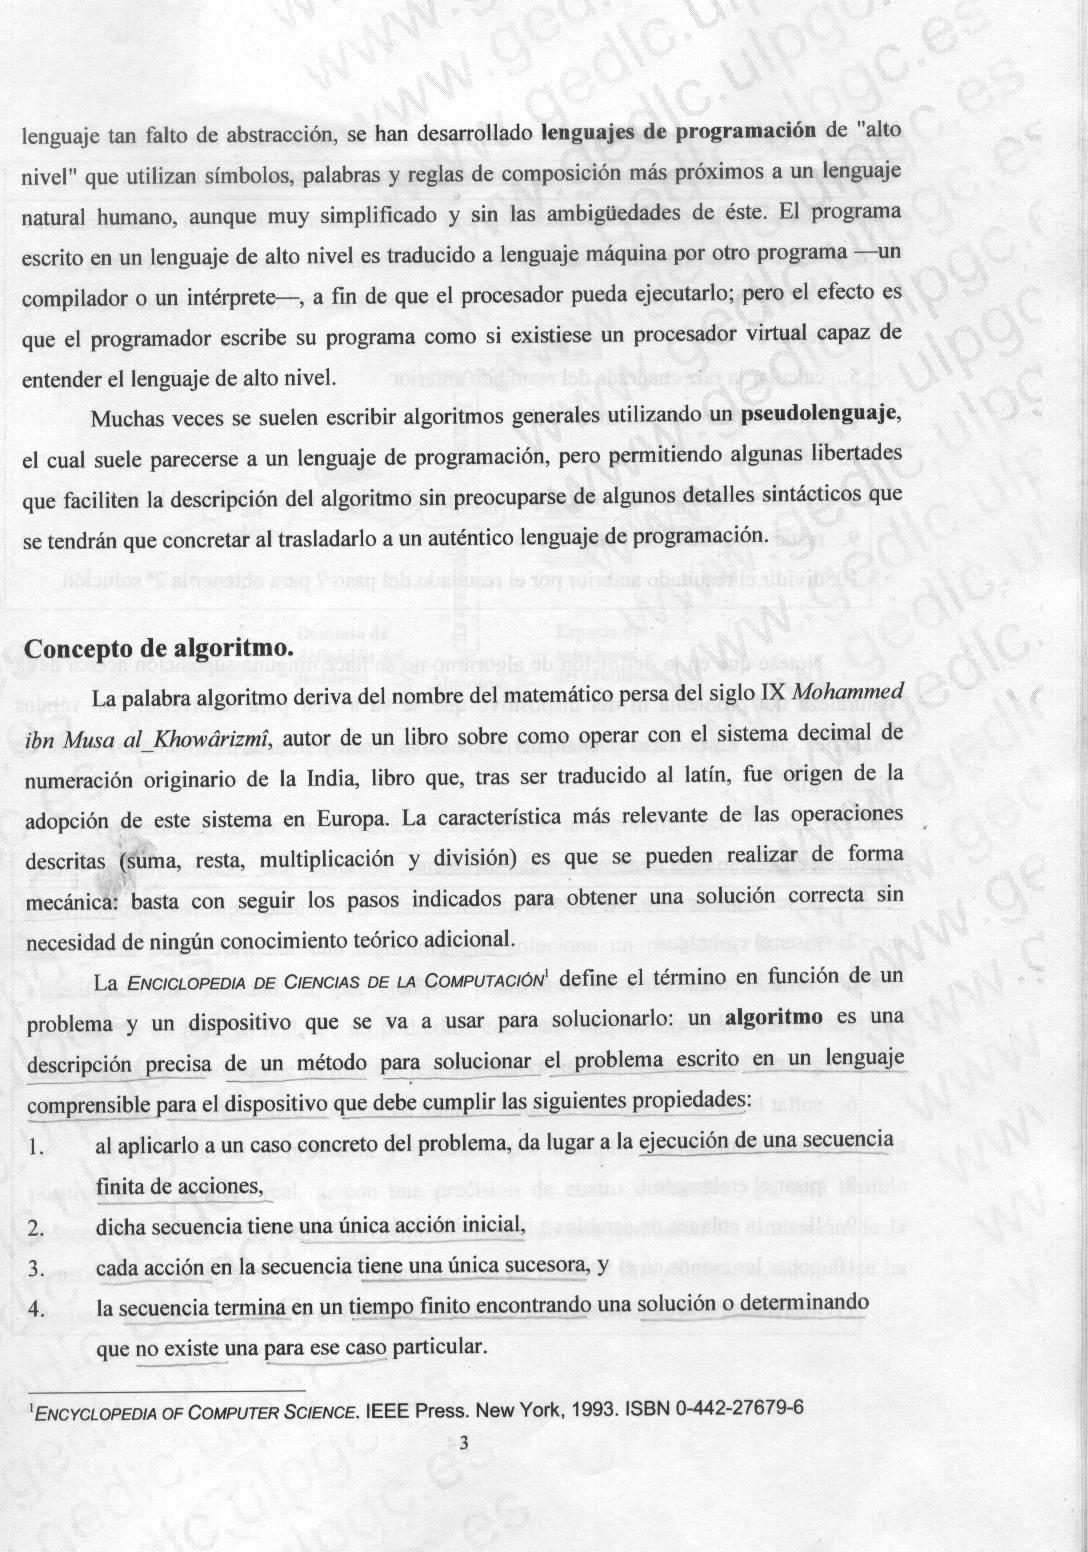 lenguaje tan falto de abstracción, se han desarrollado lenguajes de programación de "alto
nivel" que utilizan símbolos, palabras y reglas de composición más próximos a un lenguaje
natural humano, aunque muy simplificado y sin las ambigüedades de éste. El programa
escrito en un lenguaje de alto nivel es traducido a lenguaje máquina por otro programa —un
compilador o un intérprete—, a fin de que el procesador pueda ejecutarlo; pero el efecto es
que el programador escribe su programa como si existiese un procesador virtual capaz de
entender el lenguaje de alto nivel.
Muchas veces se suelen escribir algoritmos generales utilizando un pseudolenguaje,
el cual suele parecerse a un lenguaje de programación, pero permitiendo algunas libertades
que faciliten la descripción del algoritmo sin preocuparse de algunos detalles sintácticos que
se tendrán que concretar al trasladarlo a un auténtico lenguaje de programación.
Concepto de algoritmo.
La palabra algoritmo deriva del nombre del matemático persa del siglo IX Mohammed
ibn Musa al_Khowârizmî, autor de un libro sobre como operar con el sistema decimal de
numeración originario de la India, libro que, tras ser traducido al latín, fue origen de la
adopción de este sistema en Europa. La característica más relevante de las operaciones
descritas (suma, resta, multiplicación y división) es que se pueden realizar de forma
mecánica: basta con seguir los pasos indicados para obtener una solución correcta sin
necesidad de ningún conocimiento teórico adicional.
La ENCICLOPEDIA DE CIENCIAS DE LA COMPUTACIÓN¹ define el término en función de un
problema y un dispositivo que se va a usar para solucionarlo: un algoritmo es una
descripción precisa de un método para solucionar el problema escrito en un lenguaje
comprensible para el dispositivo que debe cumplir las siguientes propiedades:
1. al aplicarlo a un caso concreto del problema, da lugar a la ejecución de una secuencia
finita de acciones,
2. dicha secuencia tiene una única acción inicial,
3. cada acción en la secuencia tiene una única sucesora, y
4. la secuencia termina en un tiempo finito encontrando una solución o determinando
que no existe una para ese caso particular.
¹ENCYCLOPEDIA OF COMPUTER SCIENCE. IEEE Press. New York, 1993. ISBN 0-442-27679-6
3
www.gedlc.ulpgc.es